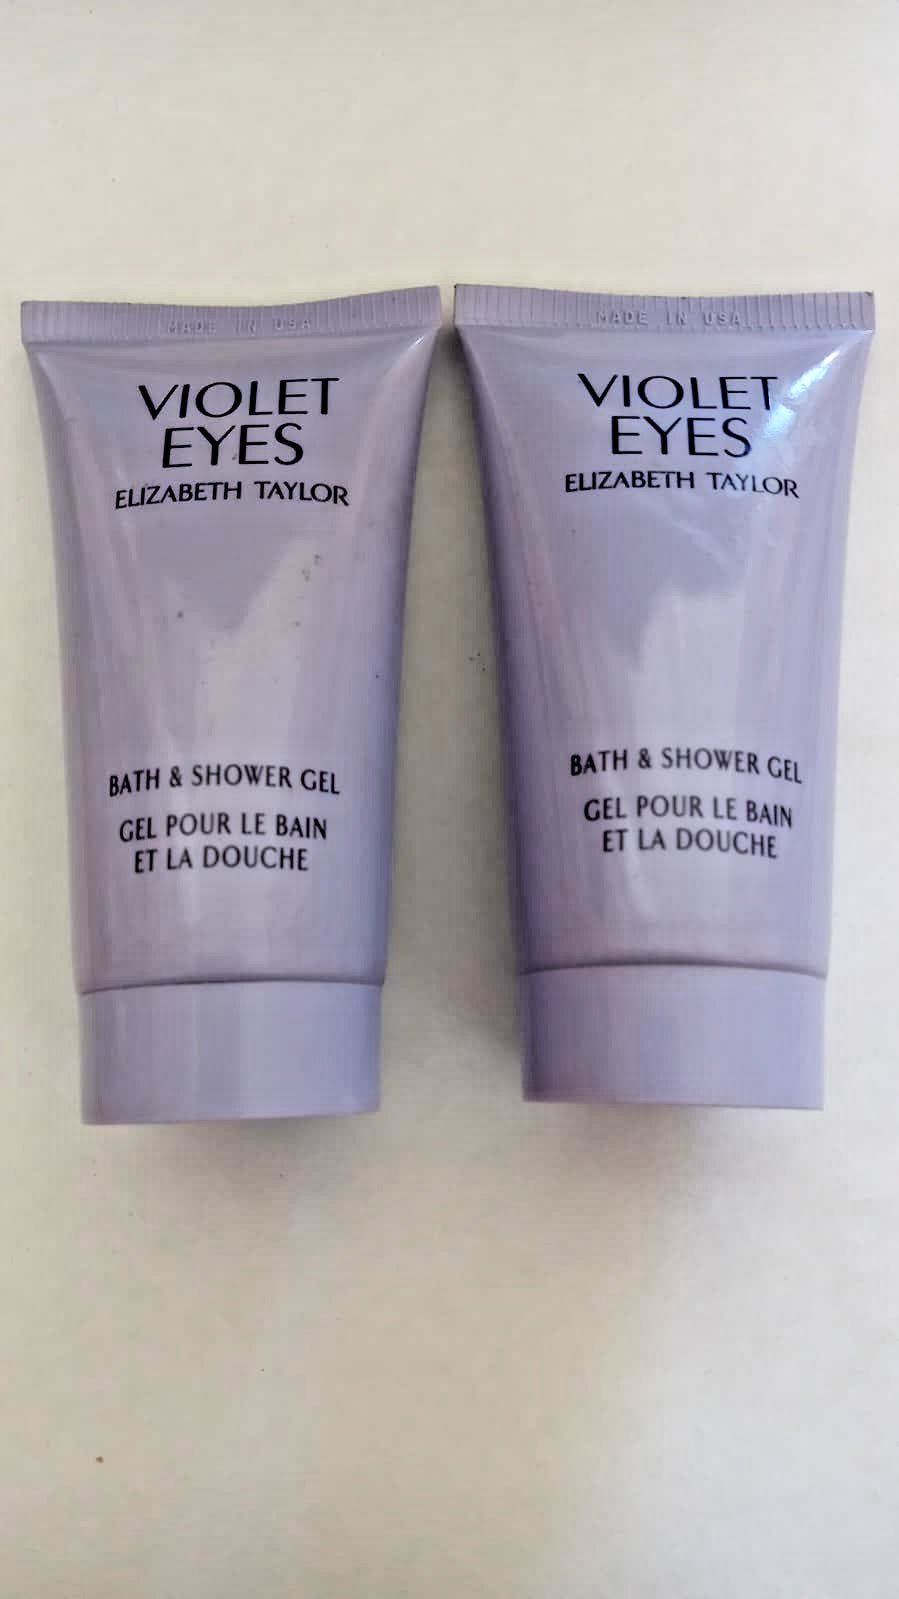 MADE IN USA
VIOLET
EYES
ELIZABETH TAYLOR
BATH & SHOWER GEL
GEL POUR LE BAIN
ET LA DOUCHE
MADE IN USA
VIOLET
EYES
ELIZABETH TAYLOR
BATH & SHOWER GEL
GEL POUR LE BAIN
ET LA DOUCHE